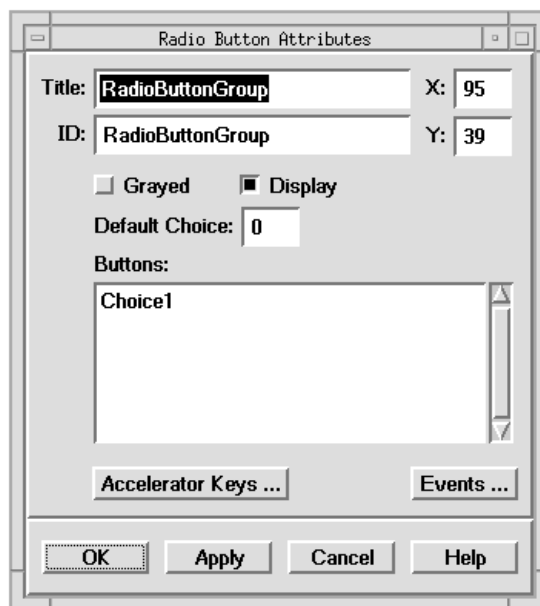 Radio Button Attributes
Title: RadioButtonGroup X: 95
ID: RadioButtonGroup Y: 39
Grayed Display
Default Choice: 0
Buttons:
Choice1
Accelerator Keys ... Events ...
OK Apply Cancel Help